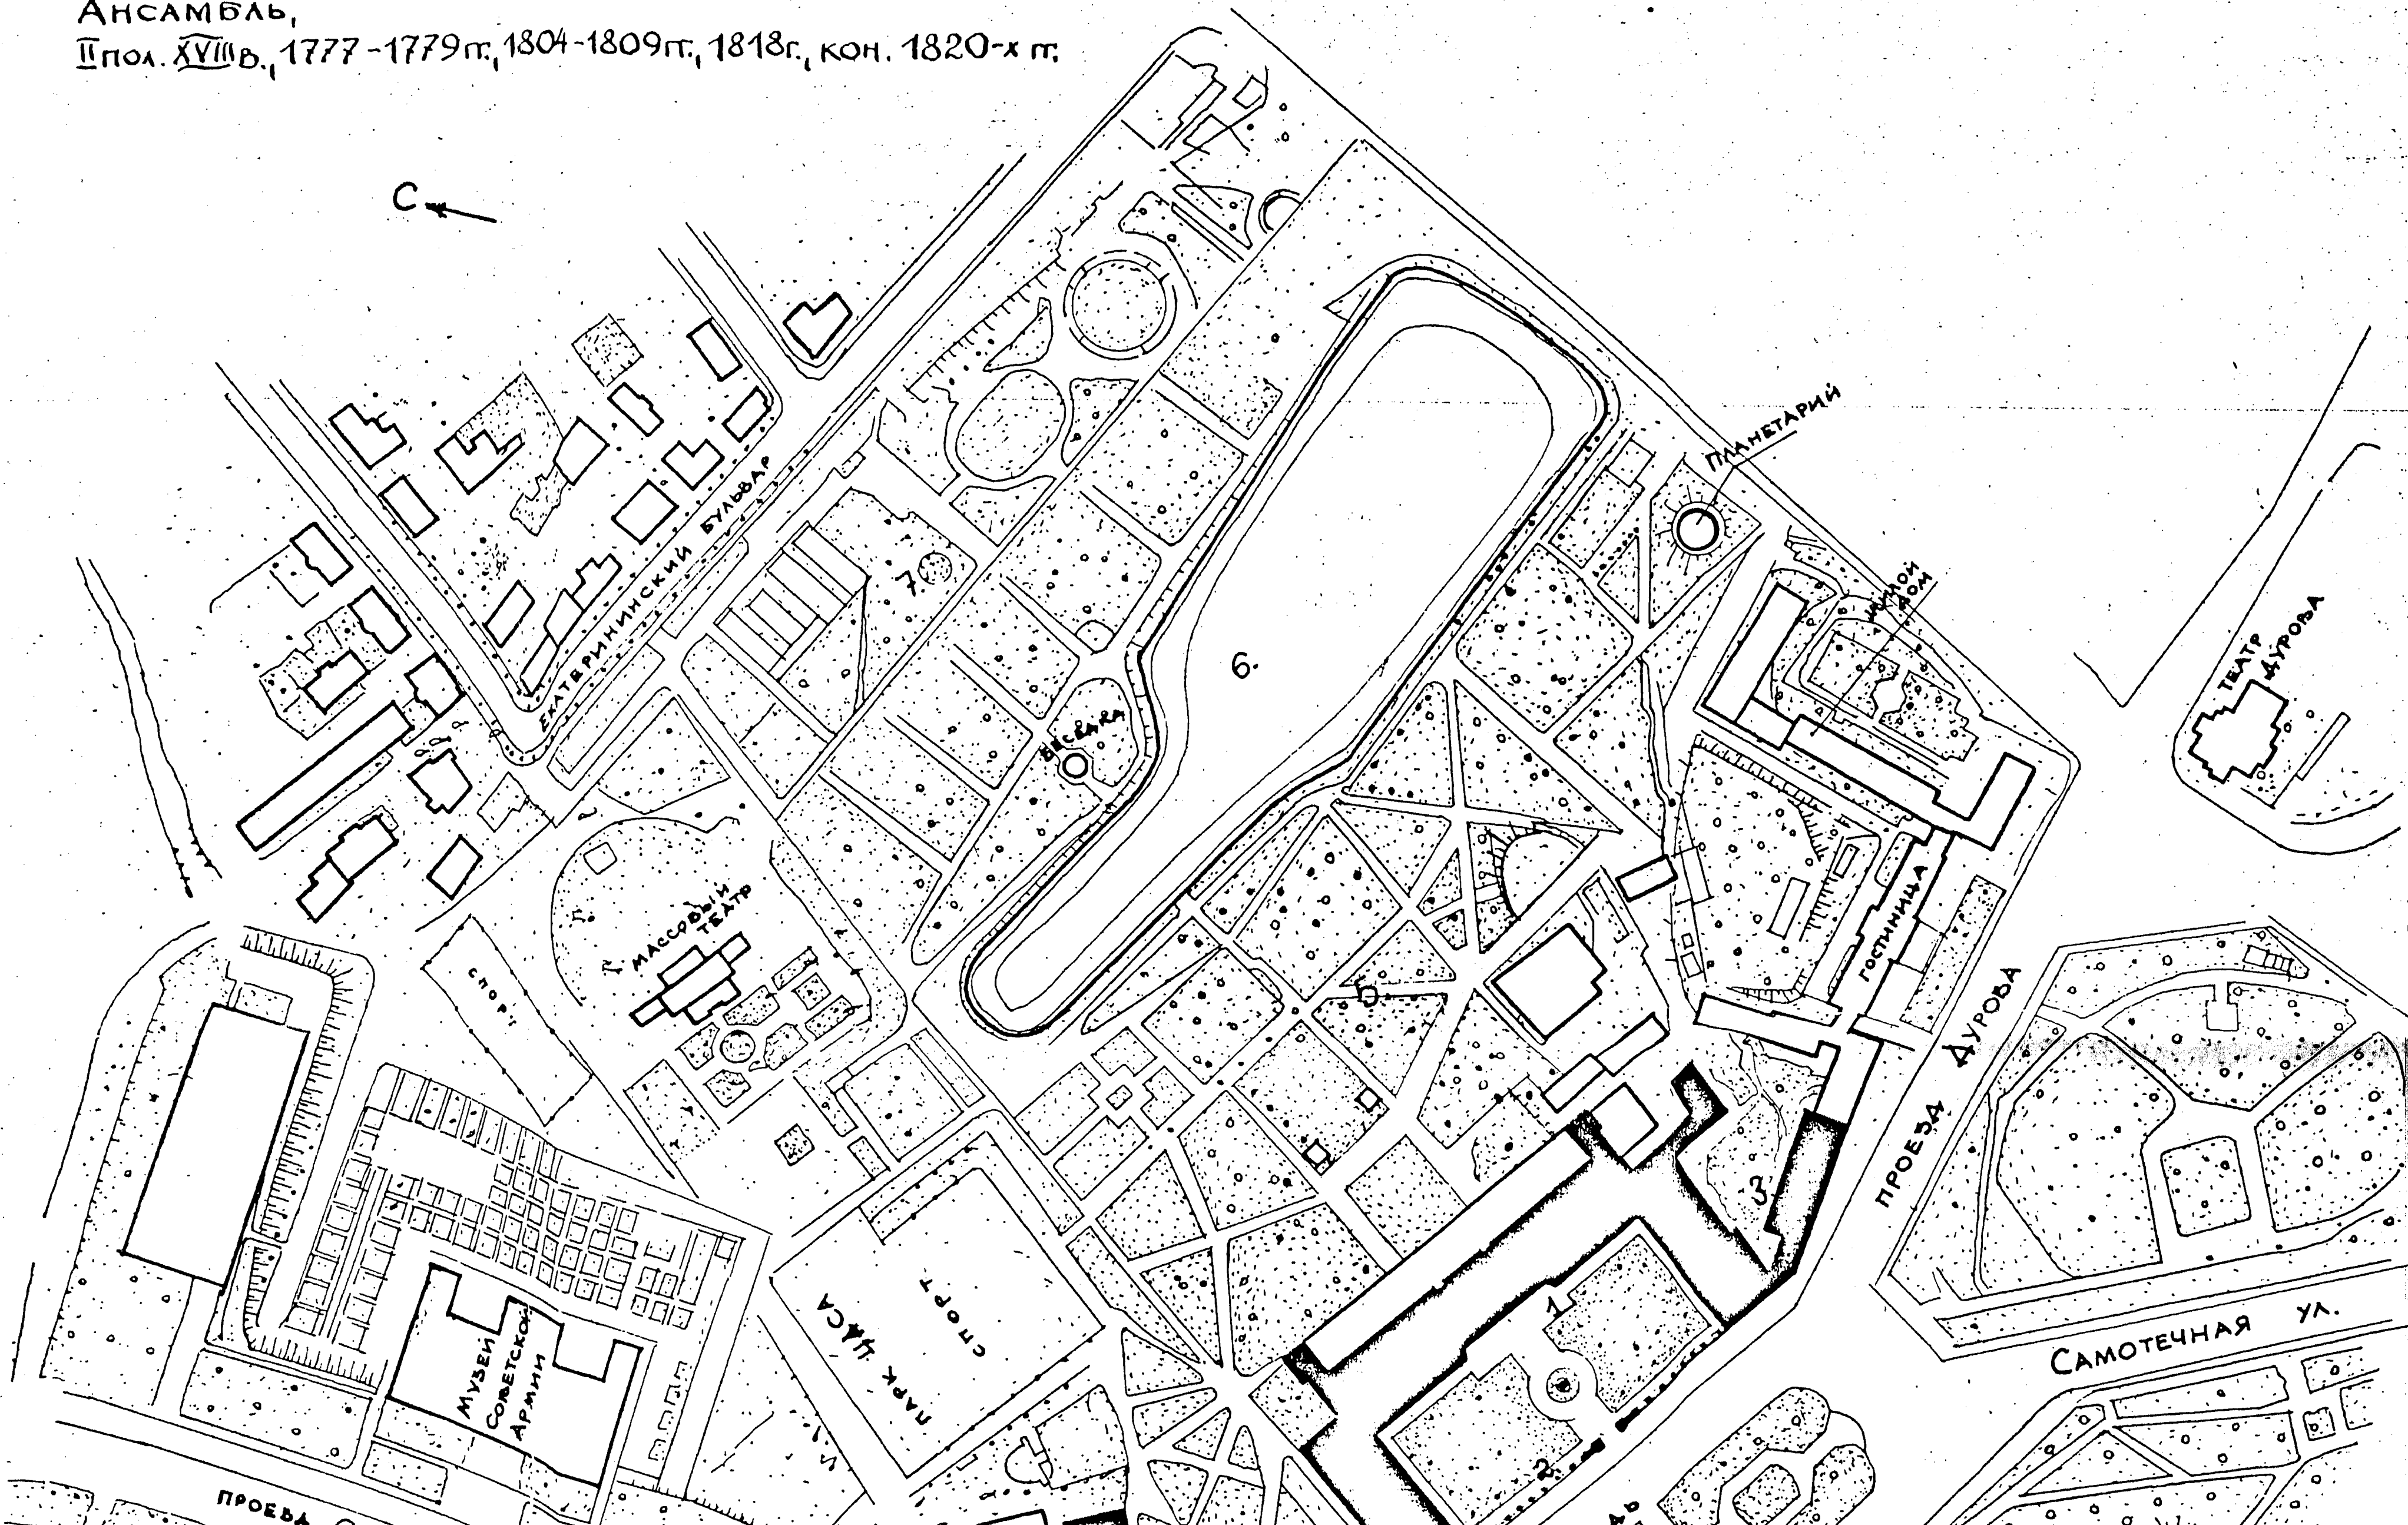 АНСАМБЛЬ,
II ПОЛ. XVIII В., 1777-1779 ГГ., 1804-1809 ГГ., 1818 Г., КОН. 1820-Х ГГ.
С
ПЛАНЕТАРИЙ
ЖИЛОЙ
ДОМ
ТЕАТР
ДУРОВА
ЕКАТЕРИНИНСКИЙ БУЛЬВАР
7
6.
БЕСЕДКА
МАССОВЫЙ
ТЕАТР
СПОРТ
5.
ГОСТИНИЦА
ПРОЕЗД ДУРОВА
3
1
2
САМОТЕЧНАЯ УЛ.
ПАРК ЦДСА
СПОРТ.
МУЗЕЙ
СОВЕТСКОЙ
АРМИИ
ПРОЕЗД